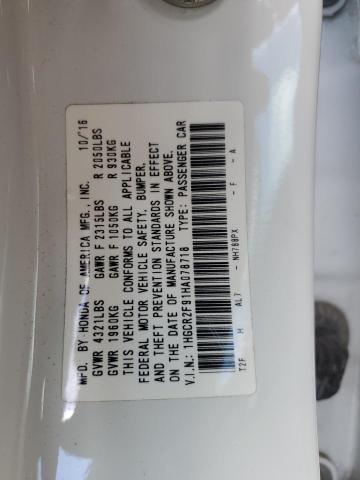 MFD. BY HONDA OF AMERICA MFG., INC. 10/16
GVWR 4321LBS GAWR F 2315LBS R 2050LBS
GVWR 1960KG GAWR F 1050KG R 930KG
THIS VEHICLE CONFORMS TO ALL APPLICABLE
FEDERAL MOTOR VEHICLE SAFETY, BUMPER,
AND THEFT PREVENTION STANDARDS IN EFFECT
ON THE DATE OF MANUFACTURE SHOWN ABOVE.
V.I.N.: 1HGCR2F91HA078718 TYPE: PASSENGER CAR
T2F H AL7 - NH788PX - F - A